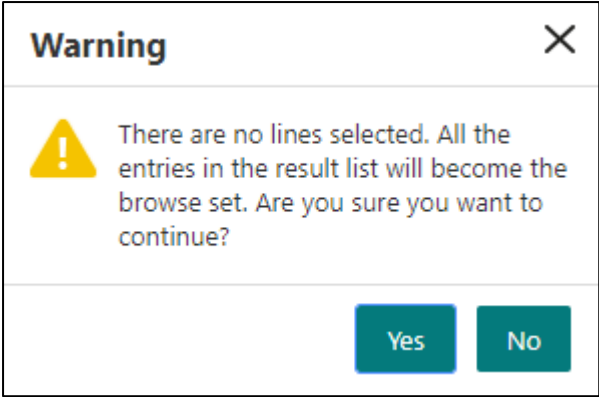 Warning
There are no lines selected. All the
entries in the result list will become the
browse set. Are you sure you want to
continue?
Yes No